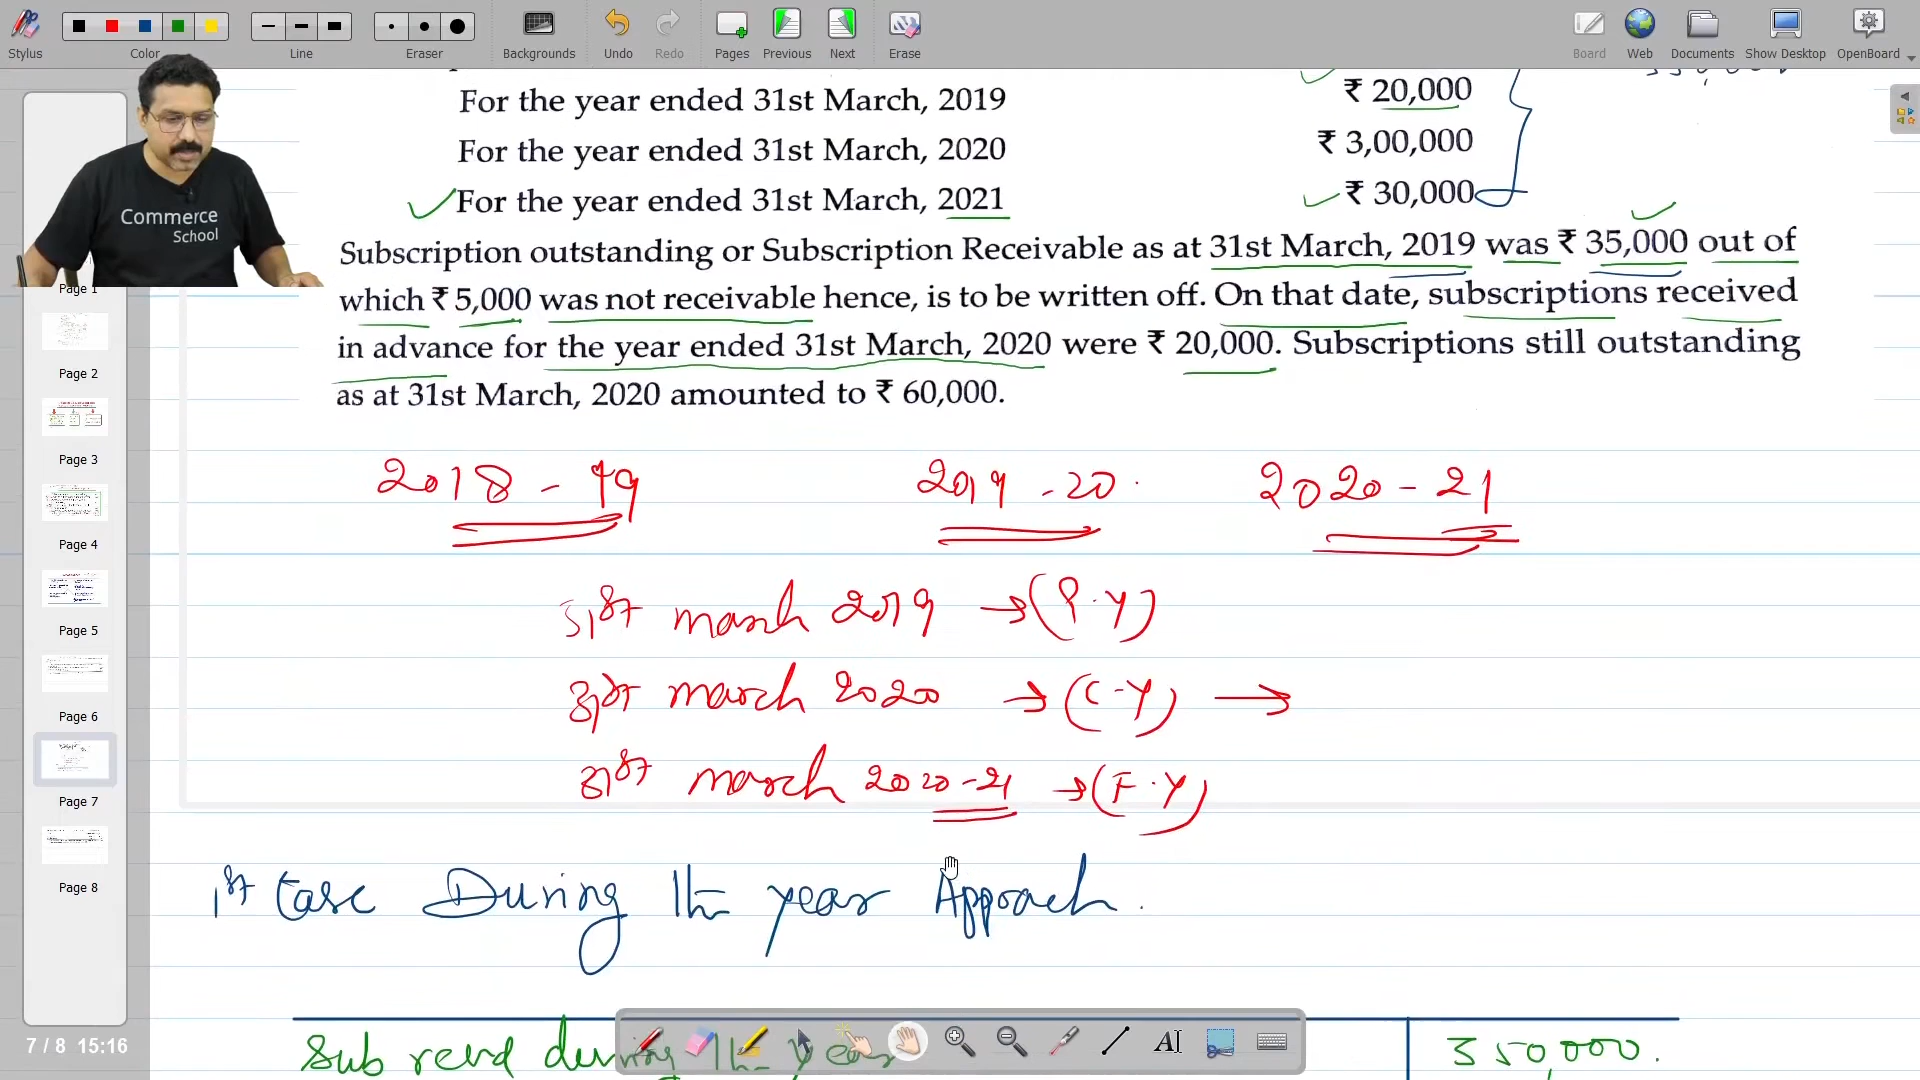 Stylus
Color
Line
Eraser
Backgrounds
Undo
Redo
Pages
Previous
Next
Erase
Board
Web
Documents
Show Desktop
OpenBoard
Commerce
School
Page 1
Page 2
Page 3
Page 4
Page 5
Page 6
Page 7
Page 8
7 / 8 15:16
For the year ended 31st March, 2019 ₹ 20,000
For the year ended 31st March, 2020 ₹ 3,00,000
For the year ended 31st March, 2021 ₹ 30,000
Subscription outstanding or Subscription Receivable as at 31st March, 2019 was ₹ 35,000 out of
which ₹ 5,000 was not receivable hence, is to be written off. On that date, subscriptions received
in advance for the year ended 31st March, 2020 were ₹ 20,000. Subscriptions still outstanding
as at 31st March, 2020 amounted to ₹ 60,000.
2018 - 19 2019 - 20 2020 - 21
31st march 2019 → (P.Y)
31st march 2020 → (C-Y) →
31st march 2020-21 → (F.Y)
1st Case During the year Approach.
Sub recd during the year 350,000.
AI